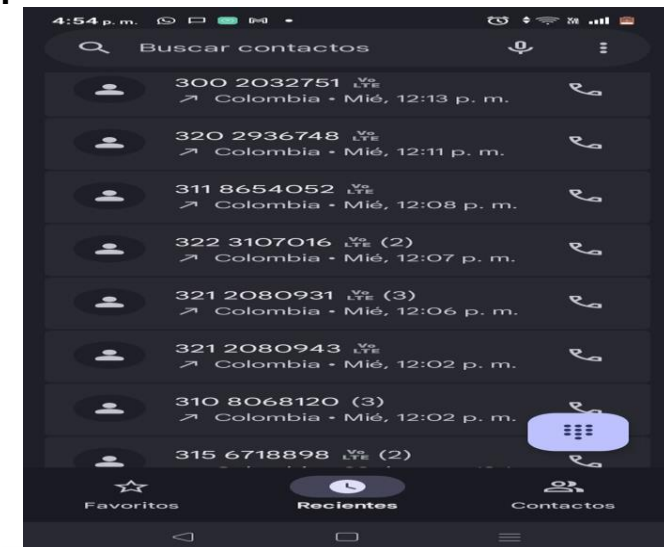 4:54 p. m.
Buscar contactos
300 2032751 Vo LTE
Colombia • Mié, 12:13 p. m.
320 2936748 Vo LTE
Colombia • Mié, 12:11 p. m.
311 8654052 Vo LTE
Colombia • Mié, 12:08 p. m.
322 3107016 Vo LTE (2)
Colombia • Mié, 12:07 p. m.
321 2080931 Vo LTE (3)
Colombia • Mié, 12:06 p. m.
321 2080943 Vo LTE
Colombia • Mié, 12:02 p. m.
310 8068120 (3)
Colombia • Mié, 12:02 p. m.
315 6718898 Vo LTE (2)
Favoritos
Recientes
Contactos